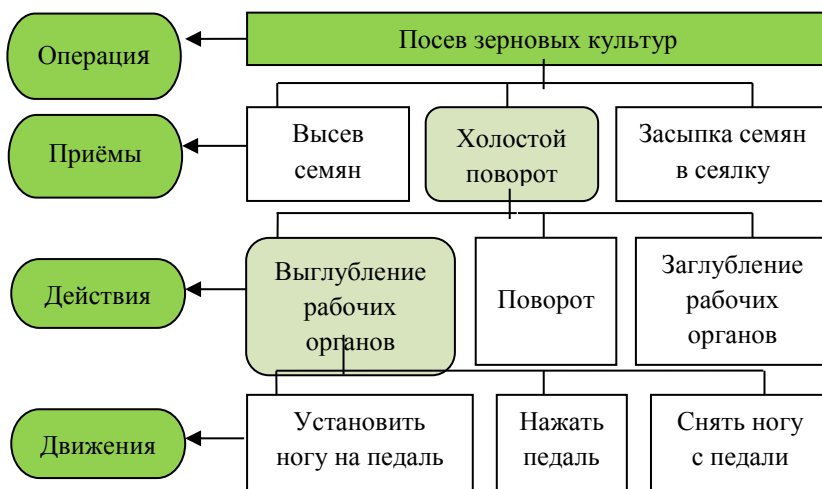 Операция
Посев зерновых культур
Приёмы
Высев
семян
Холостой
поворот
Засыпка семян
в сеялку
Действия
Выглубление
рабочих
органов
Поворот
Заглубление
рабочих
органов
Движения
Установить
ногу на педаль
Нажать
педаль
Снять ногу
с педали